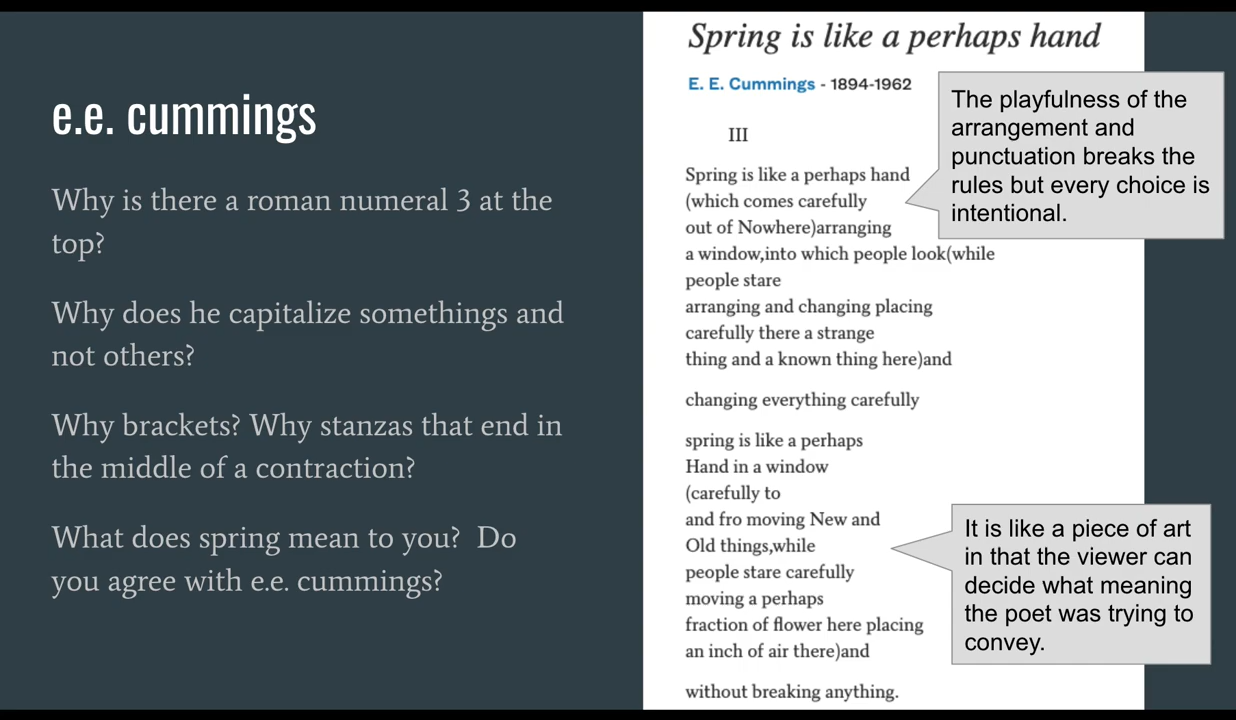 e.e. cummings
Why is there a roman numeral 3 at the
top?
Why does he capitalize somethings and
not others?
Why brackets? Why stanzas that end in
the middle of a contraction?
What does spring mean to you?  Do
you agree with e.e. cummings?
Spring is like a perhaps hand
E. E. Cummings - 1894-1962
III
Spring is like a perhaps hand
(which comes carefully
out of Nowhere)arranging
a window,into which people look(while
people stare
arranging and changing placing
carefully there a strange
thing and a known thing here)and
changing everything carefully
spring is like a perhaps
Hand in a window
(carefully to
and fro moving New and
Old things,while
people stare carefully
moving a perhaps
fraction of flower here placing
an inch of air there)and
without breaking anything.
The playfulness of the
arrangement and
punctuation breaks the
rules but every choice is
intentional.
It is like a piece of art
in that the viewer can
decide what meaning
the poet was trying to
convey.